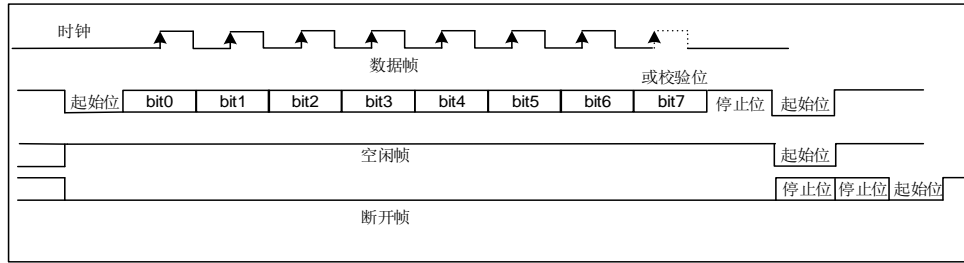 时钟
数据帧
或校验位
起始位 bit0 bit1 bit2 bit3 bit4 bit5 bit6 bit7 停止位 起始位
空闲帧 起始位
停止位 停止位 起始位
断开帧